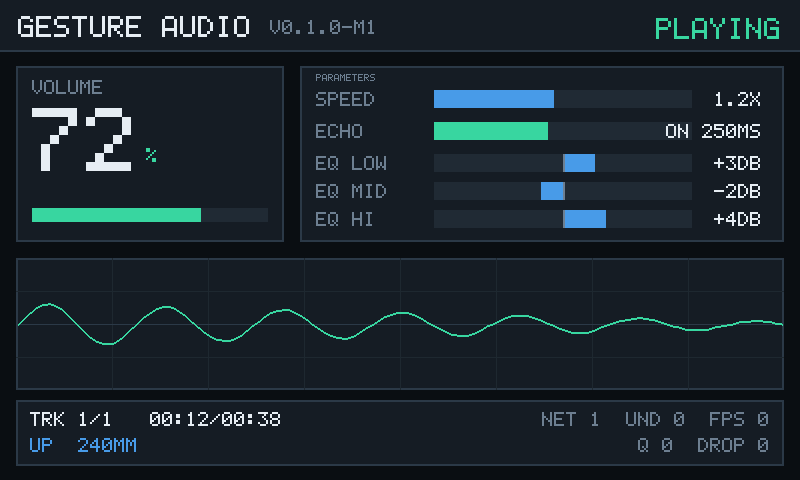 GESTURE AUDIO V0.1.0-M1 PLAYING
VOLUME
72 %
PARAMETERS
SPEED 1.2X
ECHO ON 250MS
EQ LOW +3DB
EQ MID -2DB
EQ HI +4DB
TRK 1/1 00:12/00:38 NET 1 UND 0 FPS 0
UP 240MM Q 0 DROP 0